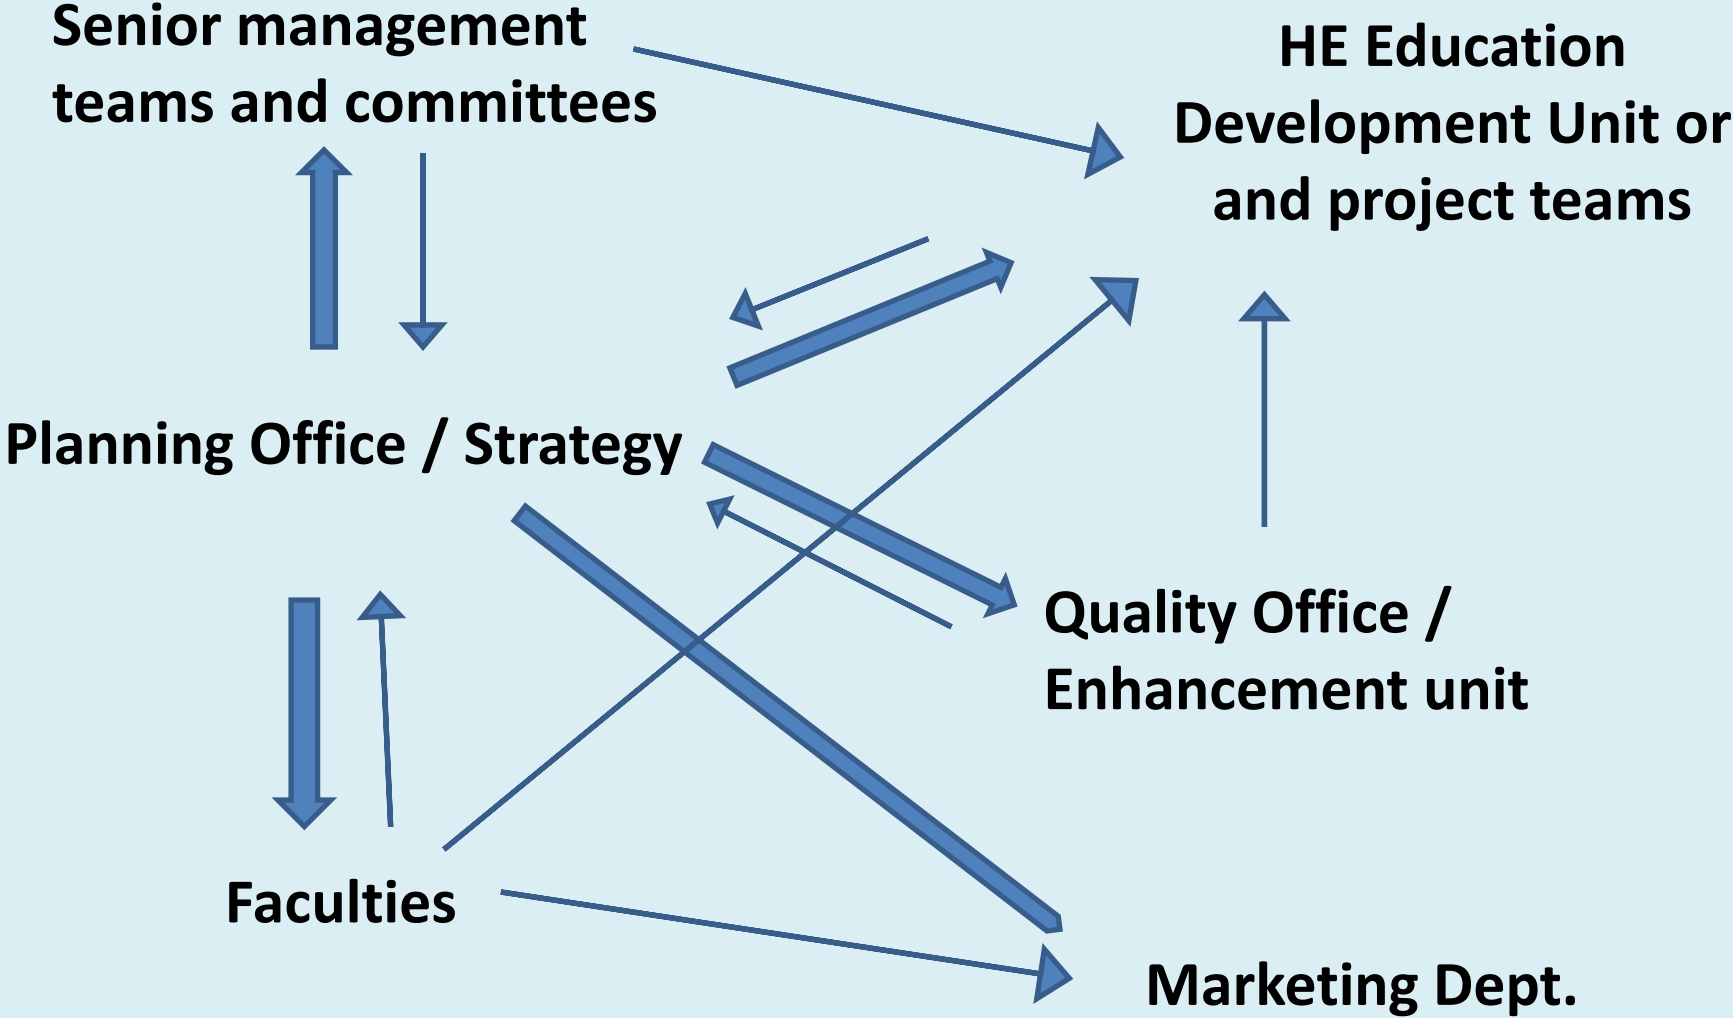 Senior management
teams and committees
HE Education
Development Unit or
and project teams
Planning Office / Strategy
Quality Office /
Enhancement unit
Faculties
Marketing Dept.